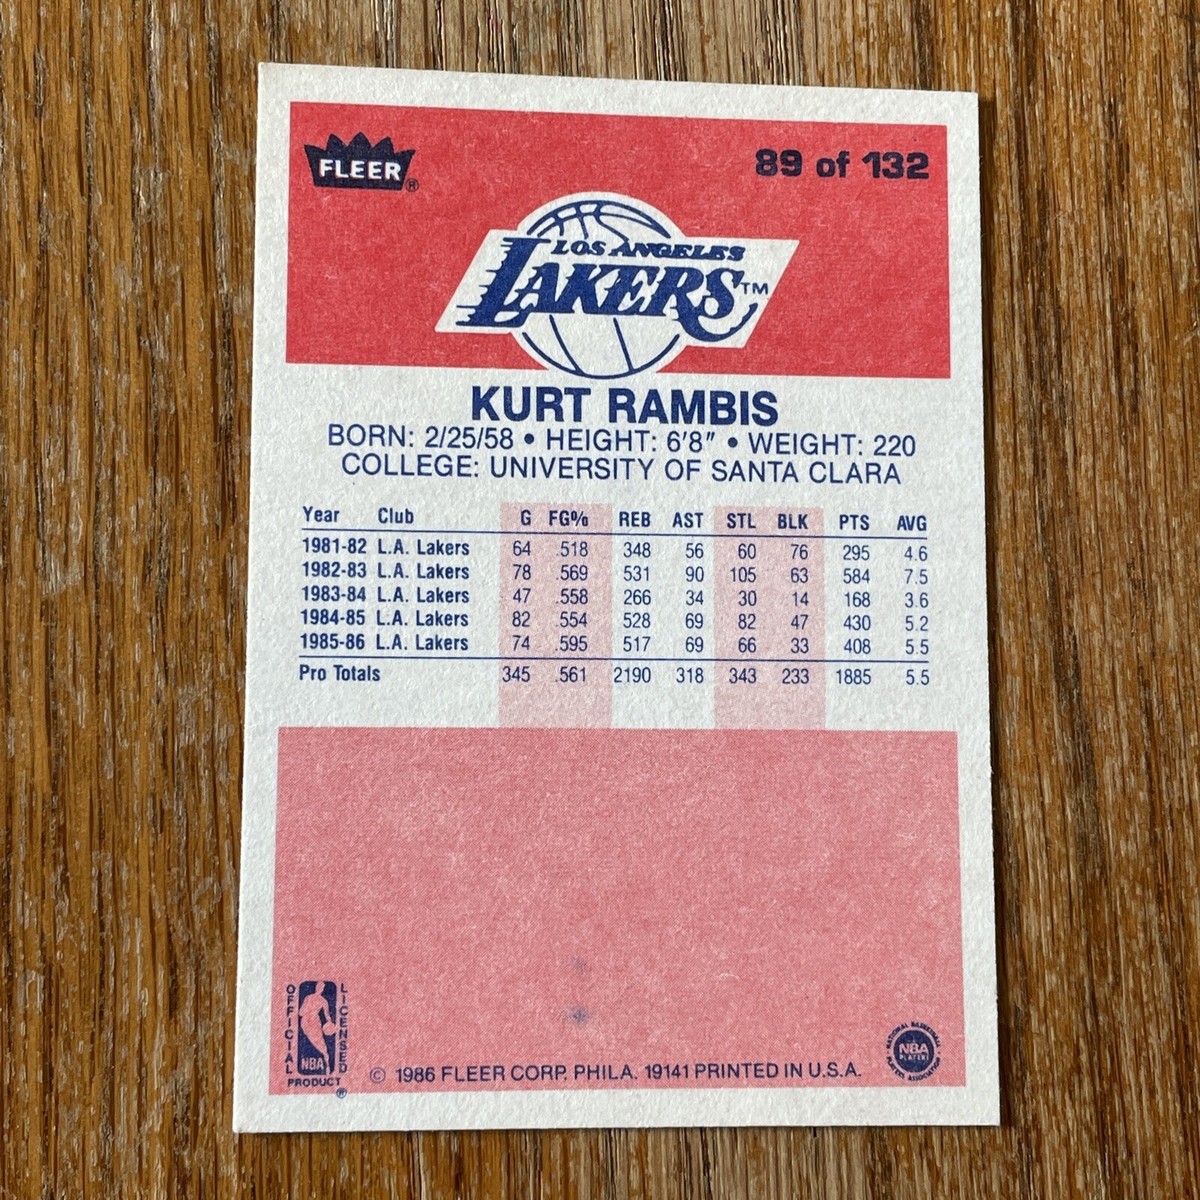 FLEER®
89 of 132
LOS ANGELES
LAKERS™
KURT RAMBIS
BORN: 2/25/58 • HEIGHT: 6'8" • WEIGHT: 220
COLLEGE: UNIVERSITY OF SANTA CLARA
Year Club G FG% REB AST STL BLK PTS AVG
1981-82 L.A. Lakers 64 .518 348 56 60 76 295 4.6
1982-83 L.A. Lakers 78 .569 531 90 105 63 584 7.5
1983-84 L.A. Lakers 47 .558 266 34 30 14 168 3.6
1984-85 L.A. Lakers 82 .554 528 69 82 47 430 5.2
1985-86 L.A. Lakers 74 .595 517 69 66 33 408 5.5
Pro Totals 345 .561 2190 318 343 233 1885 5.5
OFFICIAL
LICENSED
NBA
PRODUCT®
© 1986 FLEER CORP. PHILA. 19141 PRINTED IN U.S.A.
NATIONAL BASKETBALL
NBA
PLAYERS
PLAYERS ASSOCIATION